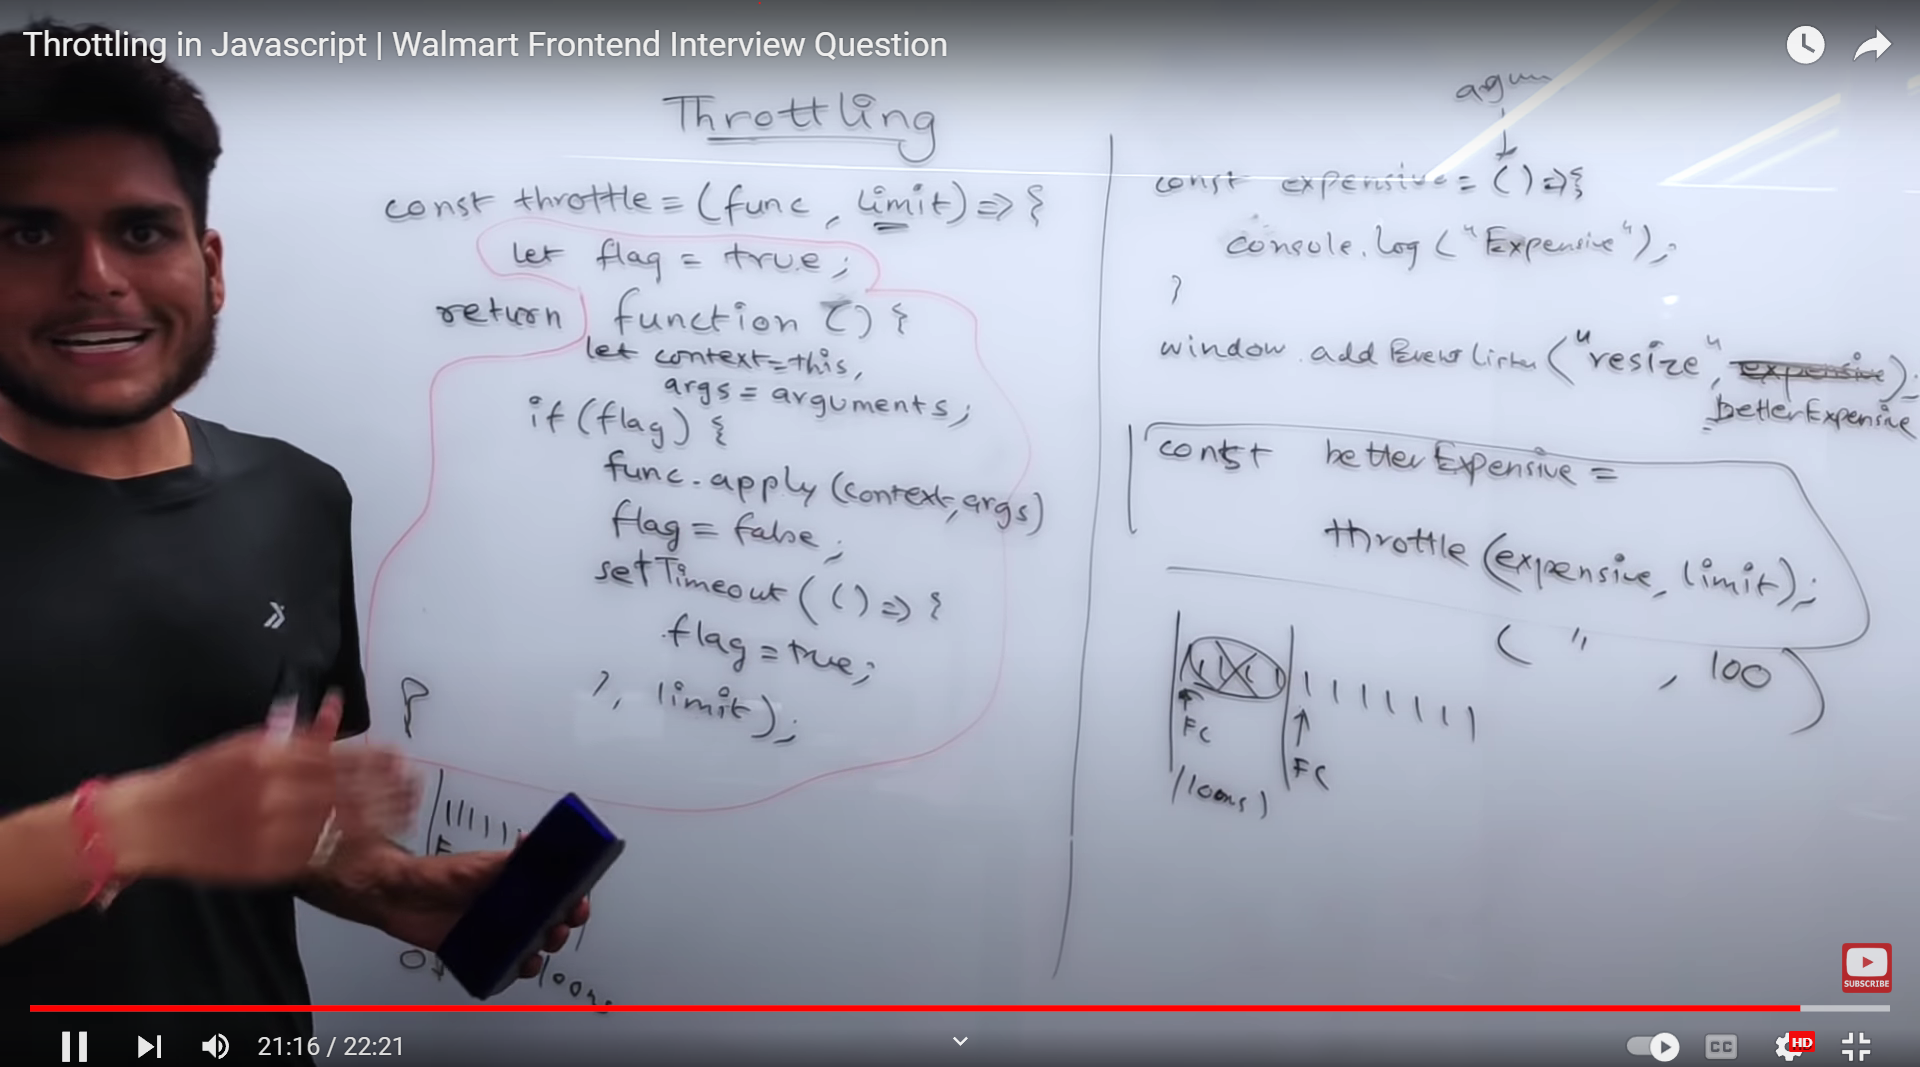 Throttling in Javascript | Walmart Frontend Interview Question
Throttling
const throttle = (func, limit) => {
let flag = true;
return function () {
let context = this,
args = arguments;
if (flag) {
func.apply (context, args)
flag = false;
setTimeout ( () => {
flag = true;
}, limit);
}
F
100
const expensive = () => {
console.log ("Expensive");
}
window.addEventListner ("resize", expensive);
betterExpensive
const betterExpensive =
throttle (expensive, limit);
( " , 100 )
FC
FC
100ms
SUBSCRIBE
21:16 / 22:21
CC
HD